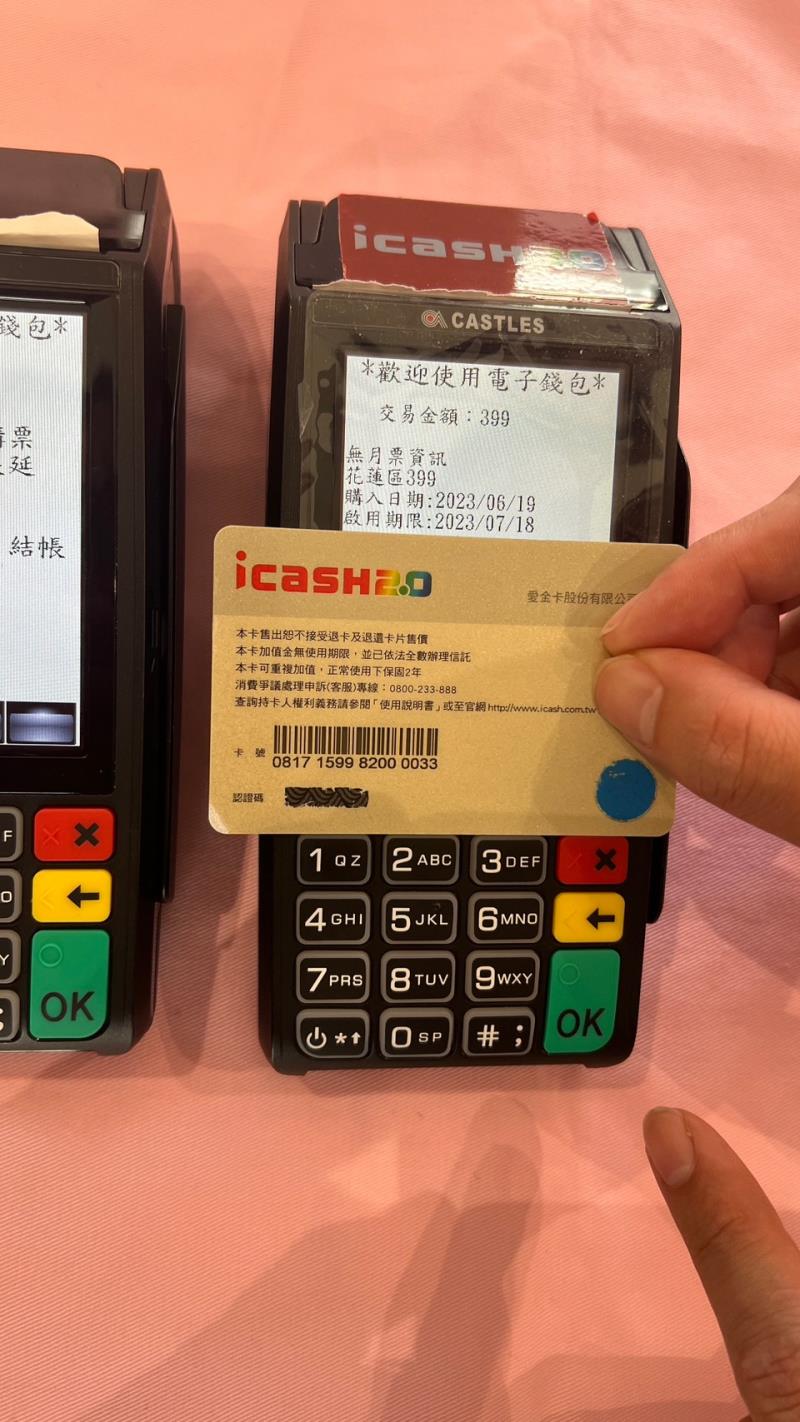 錢包*
購票
延
結帳
F
OK
icash2.0
CASTLES
*歡迎使用電子錢包*
交易金額：399
無月票資訊
花蓮區399
購入日期:2023/06/19
啟用期限:2023/07/18
icash2.0
愛金卡股份有限公司
本卡售出恕不接受退卡及退還卡片售價
本卡加值金無使用期限，並已依法全數辦理信託
本卡可重複加值，正常使用下保固2年
消費爭議處理申訴(客服)專線：0800-233-888
查詢持卡人權利義務請參閱「使用說明書」或至官網http://www.icash.com.tw
卡 號 0817 1599 8200 0033
認證碼
1 QZ 2 ABC 3 DEF
4 GHI 5 JKL 6 MNO
7 PRS 8 TUV 9 WXY
*⬆ 0 SP # ; OK